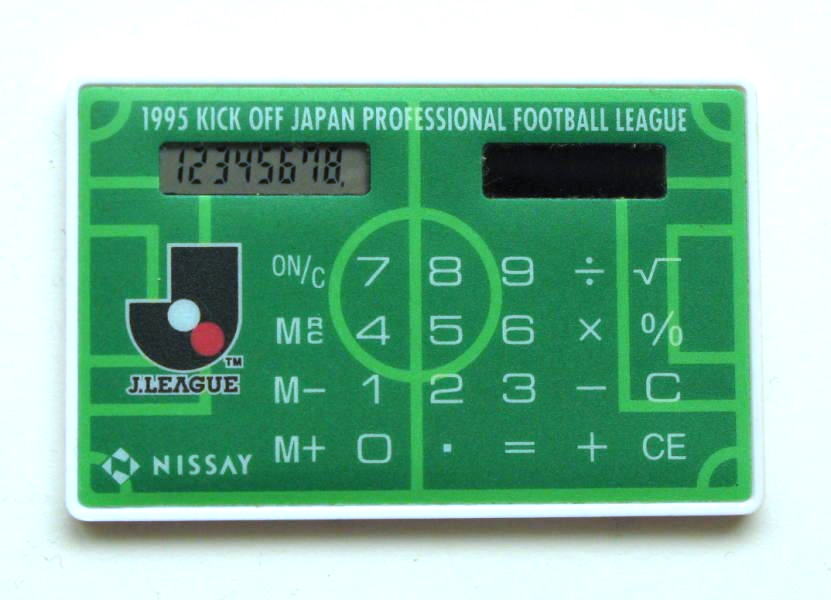 1995 KICK OFF JAPAN PROFESSIONAL FOOTBALL LEAGUE
12345678.
ON/C 7 8 9 ÷ √
MRC 4 5 6 × %
TM
J.LEAGUE
M− 1 2 3 − C
NISSAY
M+ 0 · = + CE